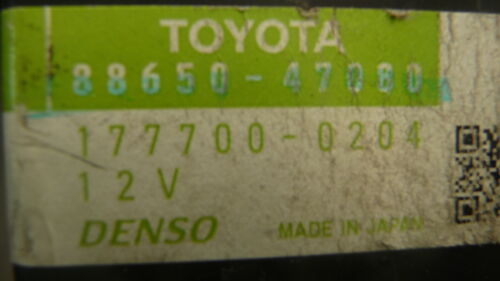 TOYOTA
88650-47080
177700-0204
12V
DENSO MADE IN JAPAN